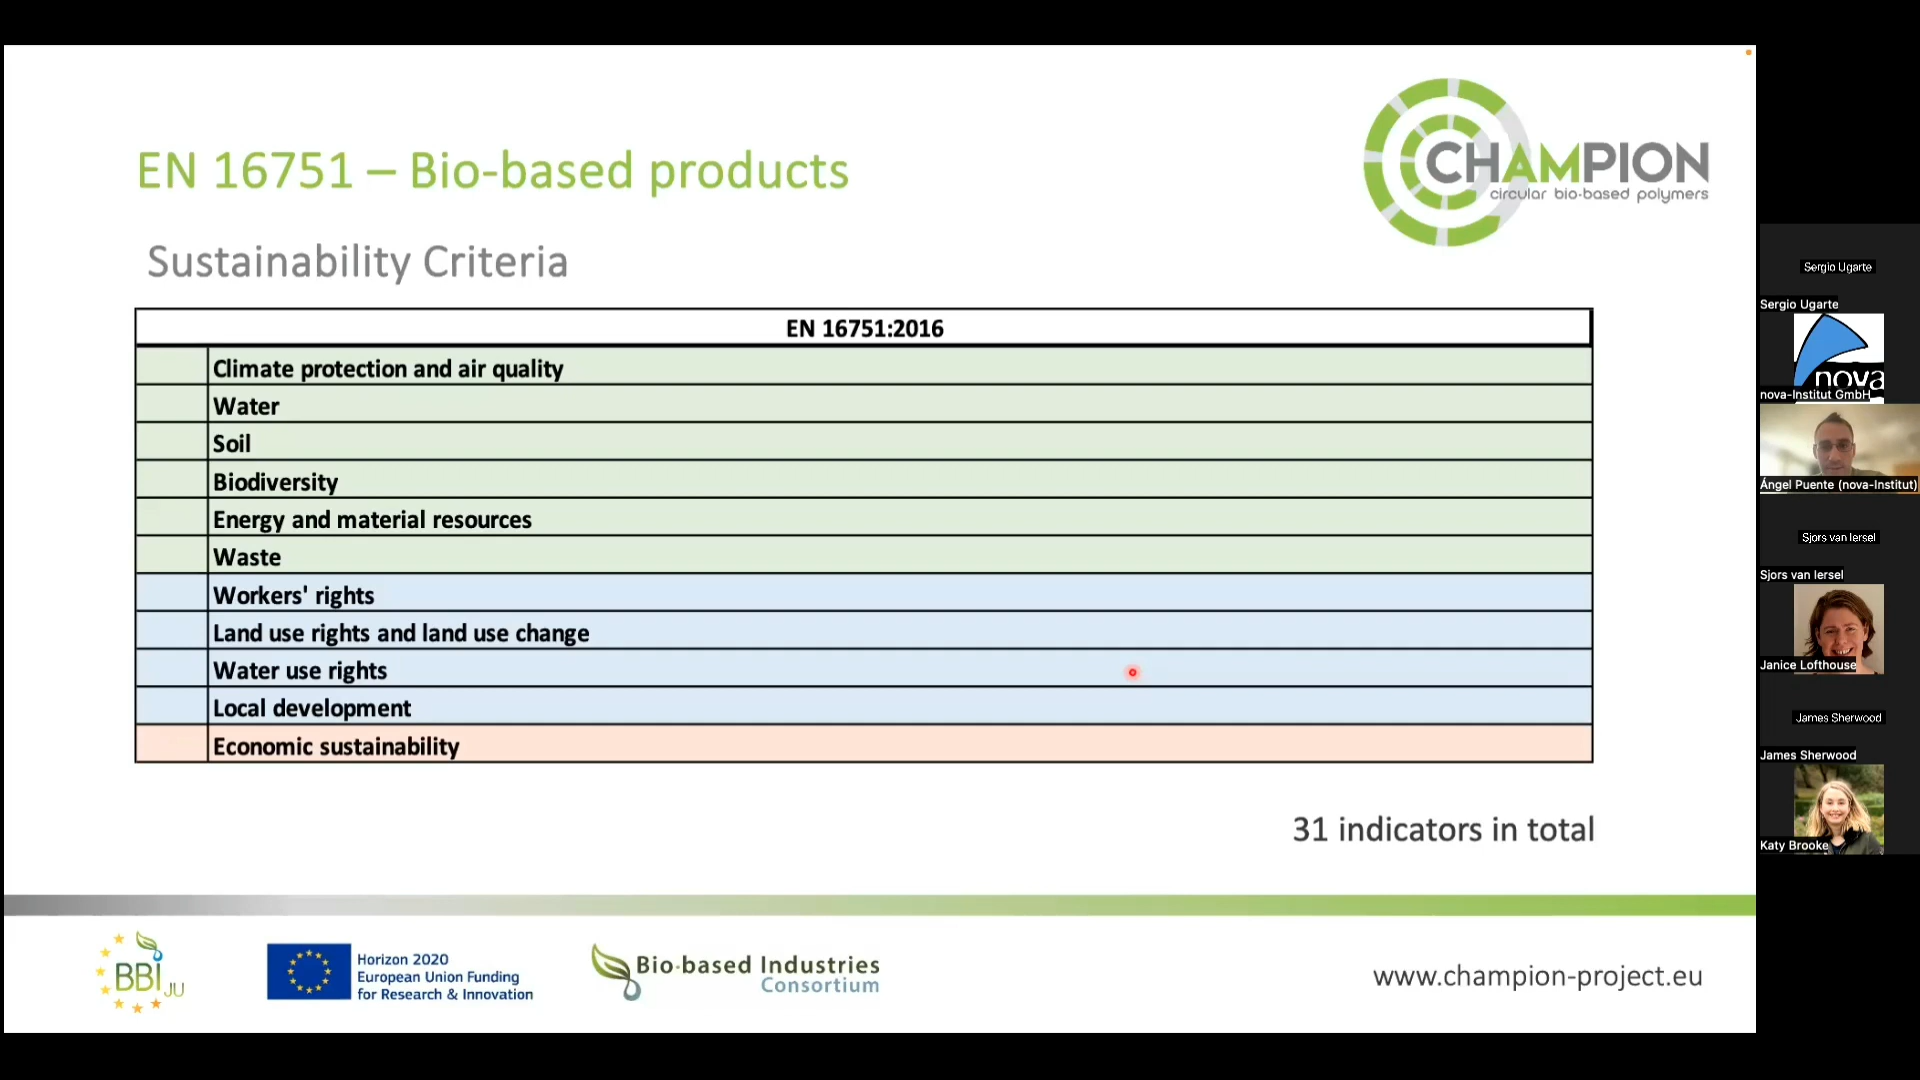 EN 16751 – Bio-based products
CHAMPION
circular bio-based polymers
Sustainability Criteria
EN 16751:2016
Climate protection and air quality
Water
Soil
Biodiversity
Energy and material resources
Waste
Workers' rights
Land use rights and land use change
Water use rights
Local development
Economic sustainability
31 indicators in total
BBI JU
Horizon 2020
European Union Funding
for Research & Innovation
Bio-based Industries
Consortium
www.champion-project.eu
Sergio Ugarte
Sergio Ugarte
nova
nova-Institut GmbH
Ángel Puente (nova-Institut)
Sjors van Iersel
Sjors van Iersel
Janice Lofthouse
James Sherwood
James Sherwood
Katy Brooke